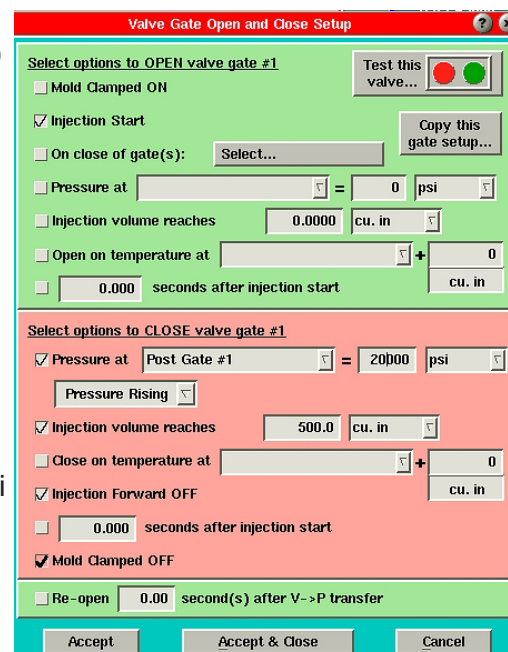 Valve Gate Open and Close Setup
?
Select options to OPEN valve gate #1
Test this
valve...
Mold Clamped ON
Injection Start
Copy this
gate setup...
On close of gate(s): Select...
Pressure at = 0 psi
Injection volume reaches 0.0000 cu. in
Open on temperature at + 0
cu. in
0.000 seconds after injection start
Select options to CLOSE valve gate #1
Pressure at Post Gate #1 = 20000 psi
Pressure Rising
Injection volume reaches 500.0 cu. in
Close on temperature at + 0
cu. in
i
Injection Forward OFF
0.000 seconds after injection start
Mold Clamped OFF
Re-open 0.00 second(s) after V->P transfer
Accept Accept & Close Cancel